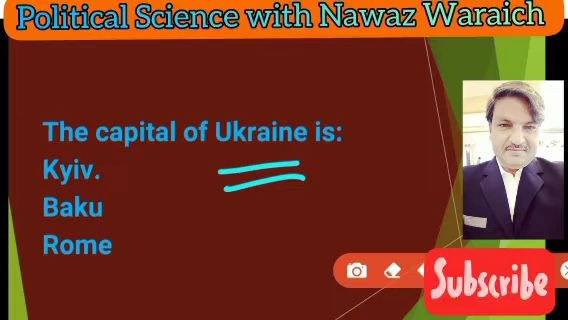 Political Science with Nawaz Waraich
The capital of Ukraine is:
Kyiv.
Baku
Rome
Subscribe